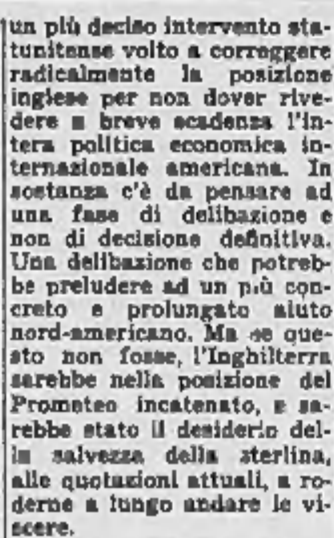 un più deciso intervento sta-
tunitense volto a correggere
radicalmente la posizione
inglese per non dover rive-
dere a breve scadenza l'in-
tera politica economica in-
ternazionale americana. In
sostanza c'è da pensare ad
una fase di delibazione e
non di decisione definitiva.
Una delibazione che potreb-
be preludere ad un più con-
creto e prolungato aiuto
nord-americano. Ma se que-
sto non fosse, l'Inghilterra
sarebbe nella posizione del
Prometeo incatenato, e sa-
rebbe stato il desiderio del-
la salvezza della sterlina,
alle quotazioni attuali, a ro-
derne a lungo andare le vi-
scere.